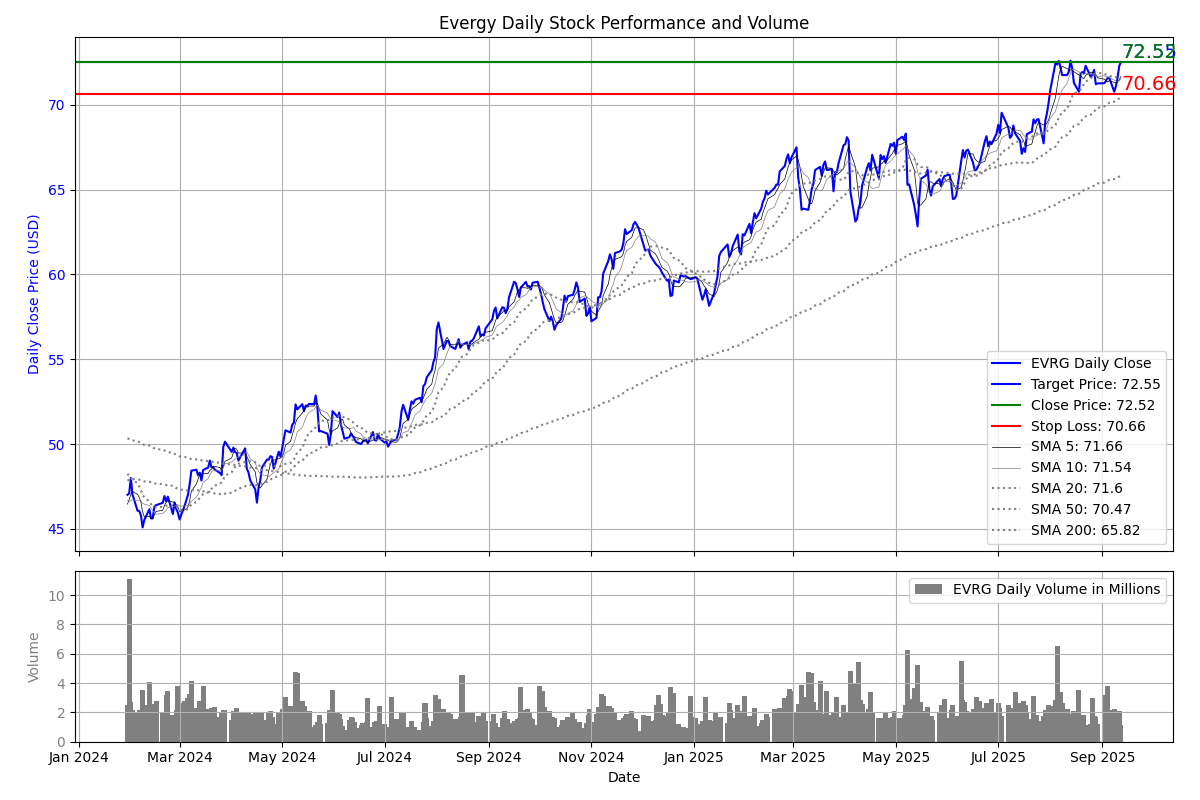 Evergy Daily Stock Performance and Volume
72.52
70.66
Daily Close Price (USD)
70
65
60
55
50
45
EVRG Daily Close
Target Price: 72.55
Close Price: 72.52
Stop Loss: 70.66
SMA 5: 71.66
SMA 10: 71.54
SMA 20: 71.6
SMA 50: 70.47
SMA 200: 65.82
Volume
10
8
6
4
2
0
EVRG Daily Volume in Millions
Jan 2024 Mar 2024 May 2024 Jul 2024 Sep 2024 Nov 2024 Jan 2025 Mar 2025 May 2025 Jul 2025 Sep 2025
Date